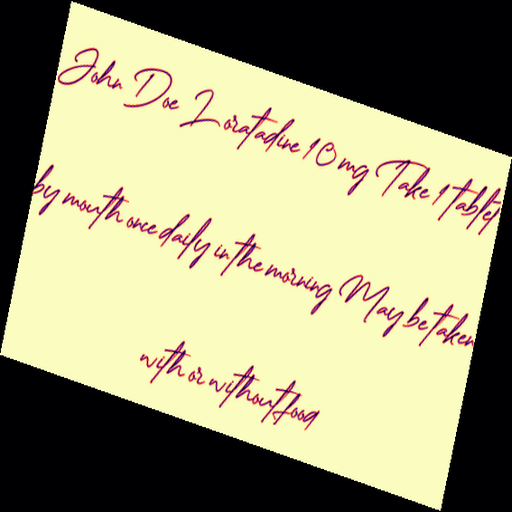 John Doe Loratadine 10 mg Take 1 tablet
by mouth once daily in the morning May be taken
with or without food